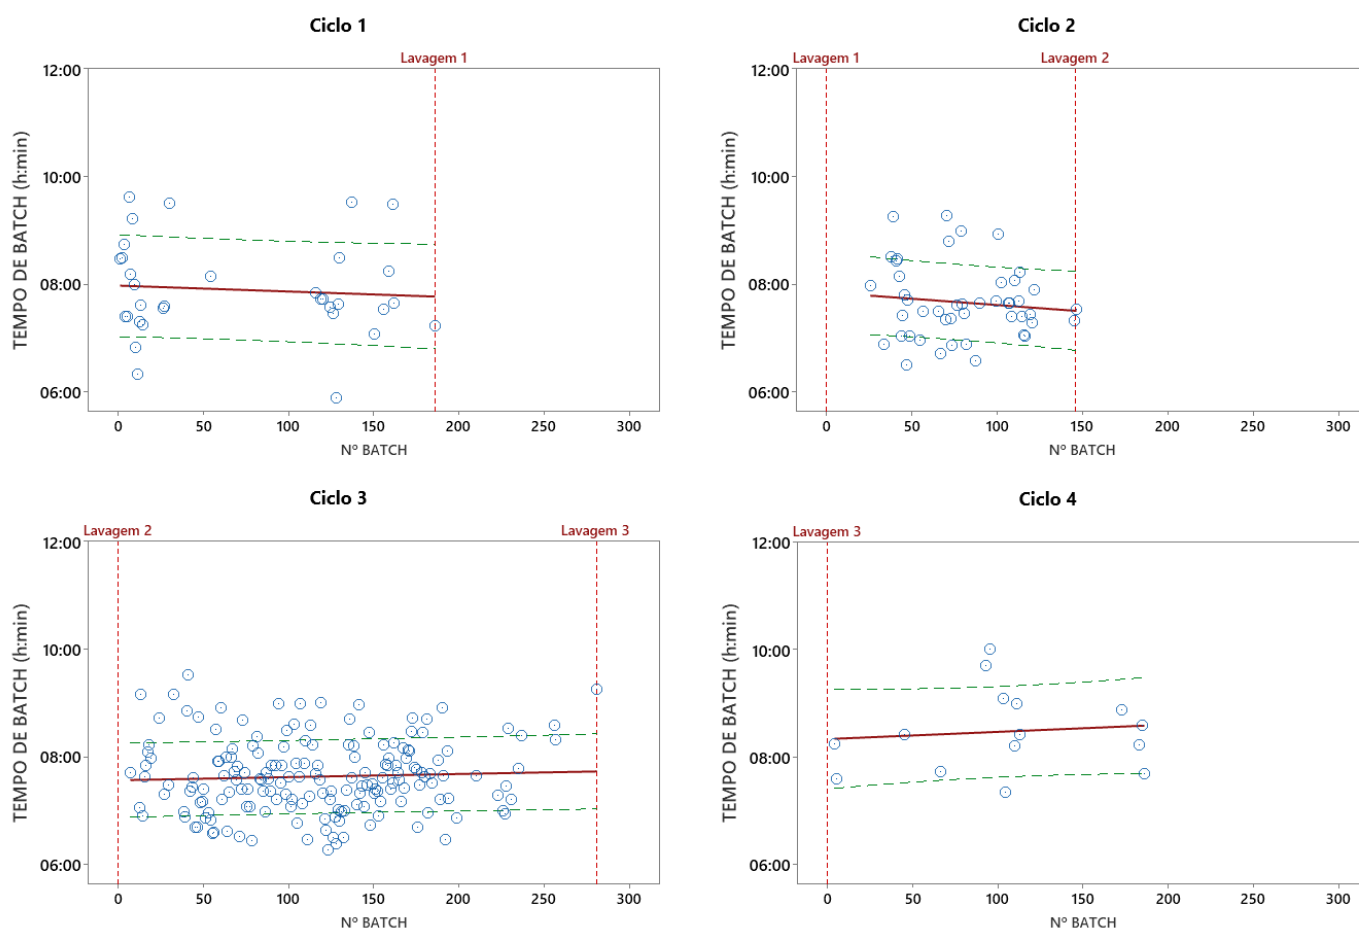 Ciclo 1
Lavagem 1
12:00
10:00
08:00
06:00
TEMPO DE BATCH (h:min)
0 50 100 150 200 250 300
Nº BATCH
Ciclo 2
Lavagem 1 Lavagem 2
12:00
10:00
08:00
06:00
TEMPO DE BATCH (h:min)
0 50 100 150 200 250 300
Nº BATCH
Ciclo 3
Lavagem 2 Lavagem 3
12:00
10:00
08:00
06:00
TEMPO DE BATCH (h:min)
0 50 100 150 200 250 300
Nº BATCH
Ciclo 4
Lavagem 3
12:00
10:00
08:00
06:00
TEMPO DE BATCH (h:min)
0 50 100 150 200 250 300
Nº BATCH